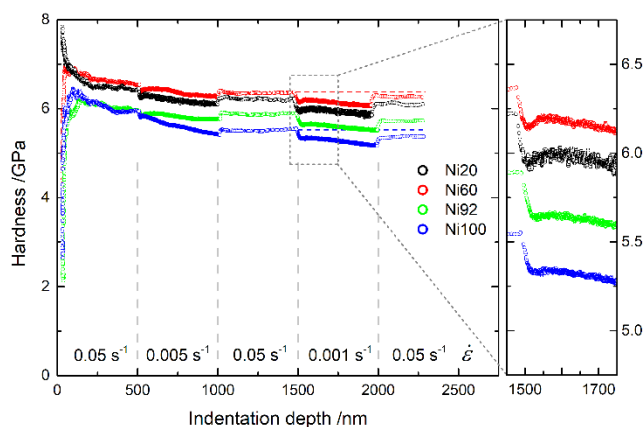 8
6
4
2
0
Hardness /GPa
Ni20
Ni60
Ni92
Ni100
0.05 s⁻¹
0.005 s⁻¹
0.05 s⁻¹
0.001 s⁻¹
0.05 s⁻¹
ε̇
0
500
1000
1500
2000
2500
Indentation depth /nm
6.5
6.0
5.5
5.0
1500
1750